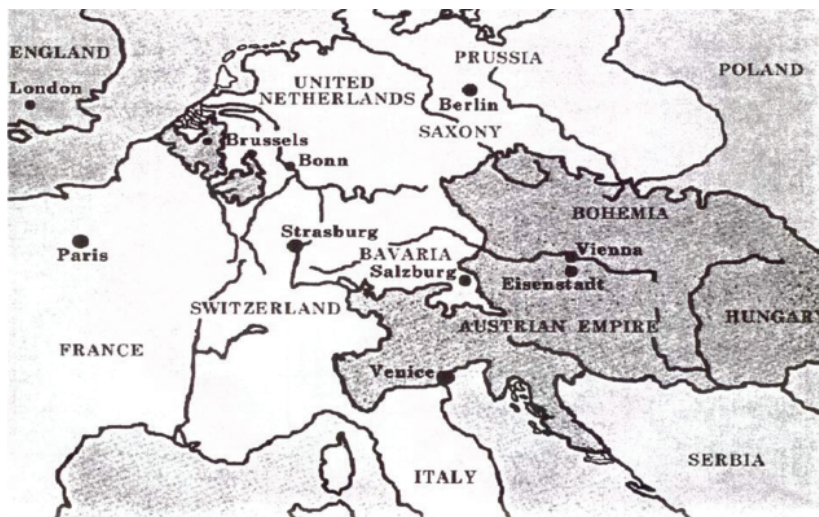 ENGLAND
London
PRUSSIA
POLAND
UNITED
NETHERLANDS
Berlin
SAXONY
Brussels
Bonn
BOHEMIA
Strasburg
Paris
BAVARIA
Vienna
Salzburg
Eisenstadt
SWITZERLAND
AUSTRIAN EMPIRE
HUNGARY
FRANCE
Venice
ITALY
SERBIA